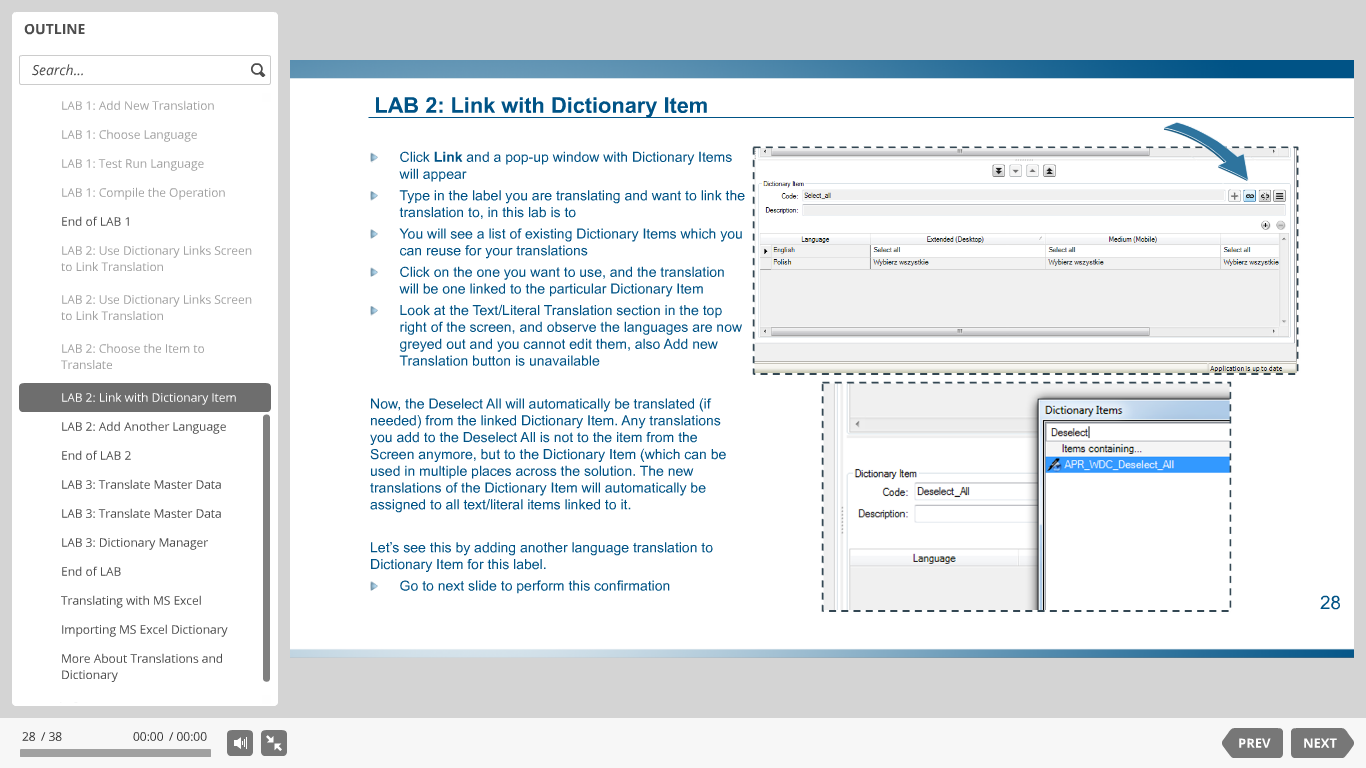 OUTLINE
Search...
LAB 1: Add New Translation
LAB 1: Choose Language
LAB 1: Test Run Language
LAB 1: Compile the Operation
End of LAB 1
LAB 2: Use Dictionary Links Screen
to Link Translation
LAB 2: Use Dictionary Links Screen
to Link Translation
LAB 2: Choose the Item to
Translate
LAB 2: Link with Dictionary Item
LAB 2: Add Another Language
End of LAB 2
LAB 3: Translate Master Data
LAB 3: Translate Master Data
LAB 3: Dictionary Manager
End of LAB
Translating with MS Excel
Importing MS Excel Dictionary
More About Translations and
Dictionary
LAB 2: Link with Dictionary Item
Click Link and a pop-up window with Dictionary Items
will appear
Type in the label you are translating and want to link the
translation to, in this lab is to
You will see a list of existing Dictionary Items which you
can reuse for your translations
Click on the one you want to use, and the translation
will be one linked to the particular Dictionary Item
Look at the Text/Literal Translation section in the top
right of the screen, and observe the languages are now
greyed out and you cannot edit them, also Add new
Translation button is unavailable
Now, the Deselect All will automatically be translated (if
needed) from the linked Dictionary Item. Any translations
you add to the Deselect All is not to the item from the
Screen anymore, but to the Dictionary Item (which can be
used in multiple places across the solution. The new
translations of the Dictionary Item will automatically be
assigned to all text/literal items linked to it.
Let's see this by adding another language translation to
Dictionary Item for this label.
Go to next slide to perform this confirmation
Dictionary Item
Code: Select_all
Description:
Language Extended (Desktop) Medium (Mobile)
English Select all Select all Select all
Polish Wybierz wszystkie Wybierz wszystkie Wybierz wszystkie
Application is up to date
Dictionary Item
Code: Deselect_All
Description:
Language
Dictionary Items
Deselect
Items containing...
APR_WDC_Deselect_All
28
28 / 38
00:00 / 00:00
PREV
NEXT